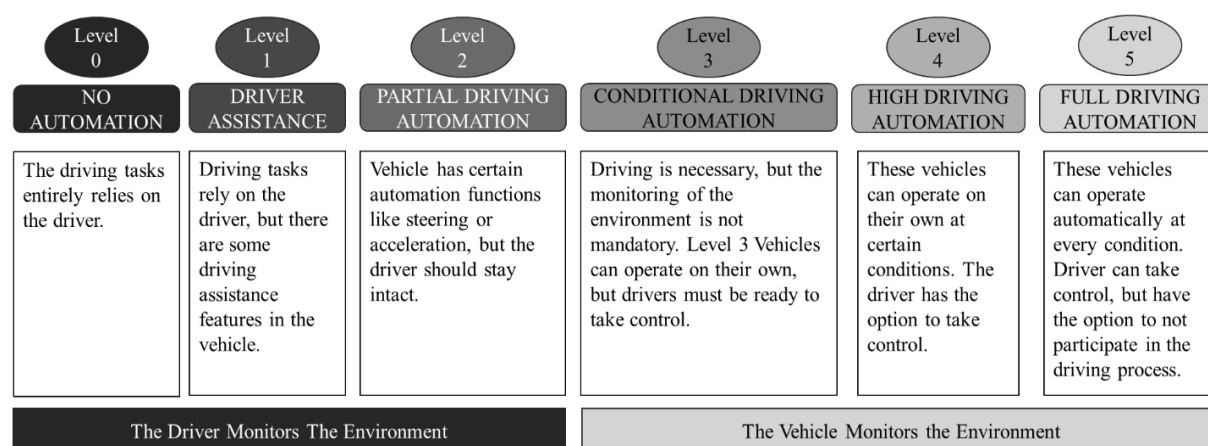 Level
0
NO
AUTOMATION
The driving tasks
entirely relies on
the driver.
Level
1
DRIVER
ASSISTANCE
Driving tasks
rely on the
driver, but there
are some
driving
assistance
features in the
vehicle.
Level
2
PARTIAL DRIVING
AUTOMATION
Vehicle has certain
automation functions
like steering or
acceleration, but the
driver should stay
intact.
Level
3
CONDITIONAL DRIVING
AUTOMATION
Driving is necessary, but the
monitoring of the
environment is not
mandatory. Level 3 Vehicles
can operate on their own,
but drivers must be ready to
take control.
Level
4
HIGH DRIVING
AUTOMATION
These vehicles
can operate on
their own at
certain
conditions. The
driver has the
option to take
control.
Level
5
FULL DRIVING
AUTOMATION
These vehicles
can operate
automatically at
every condition.
Driver can take
control, but have
the option to not
participate in the
driving process.
The Driver Monitors The Environment
The Vehicle Monitors the Environment